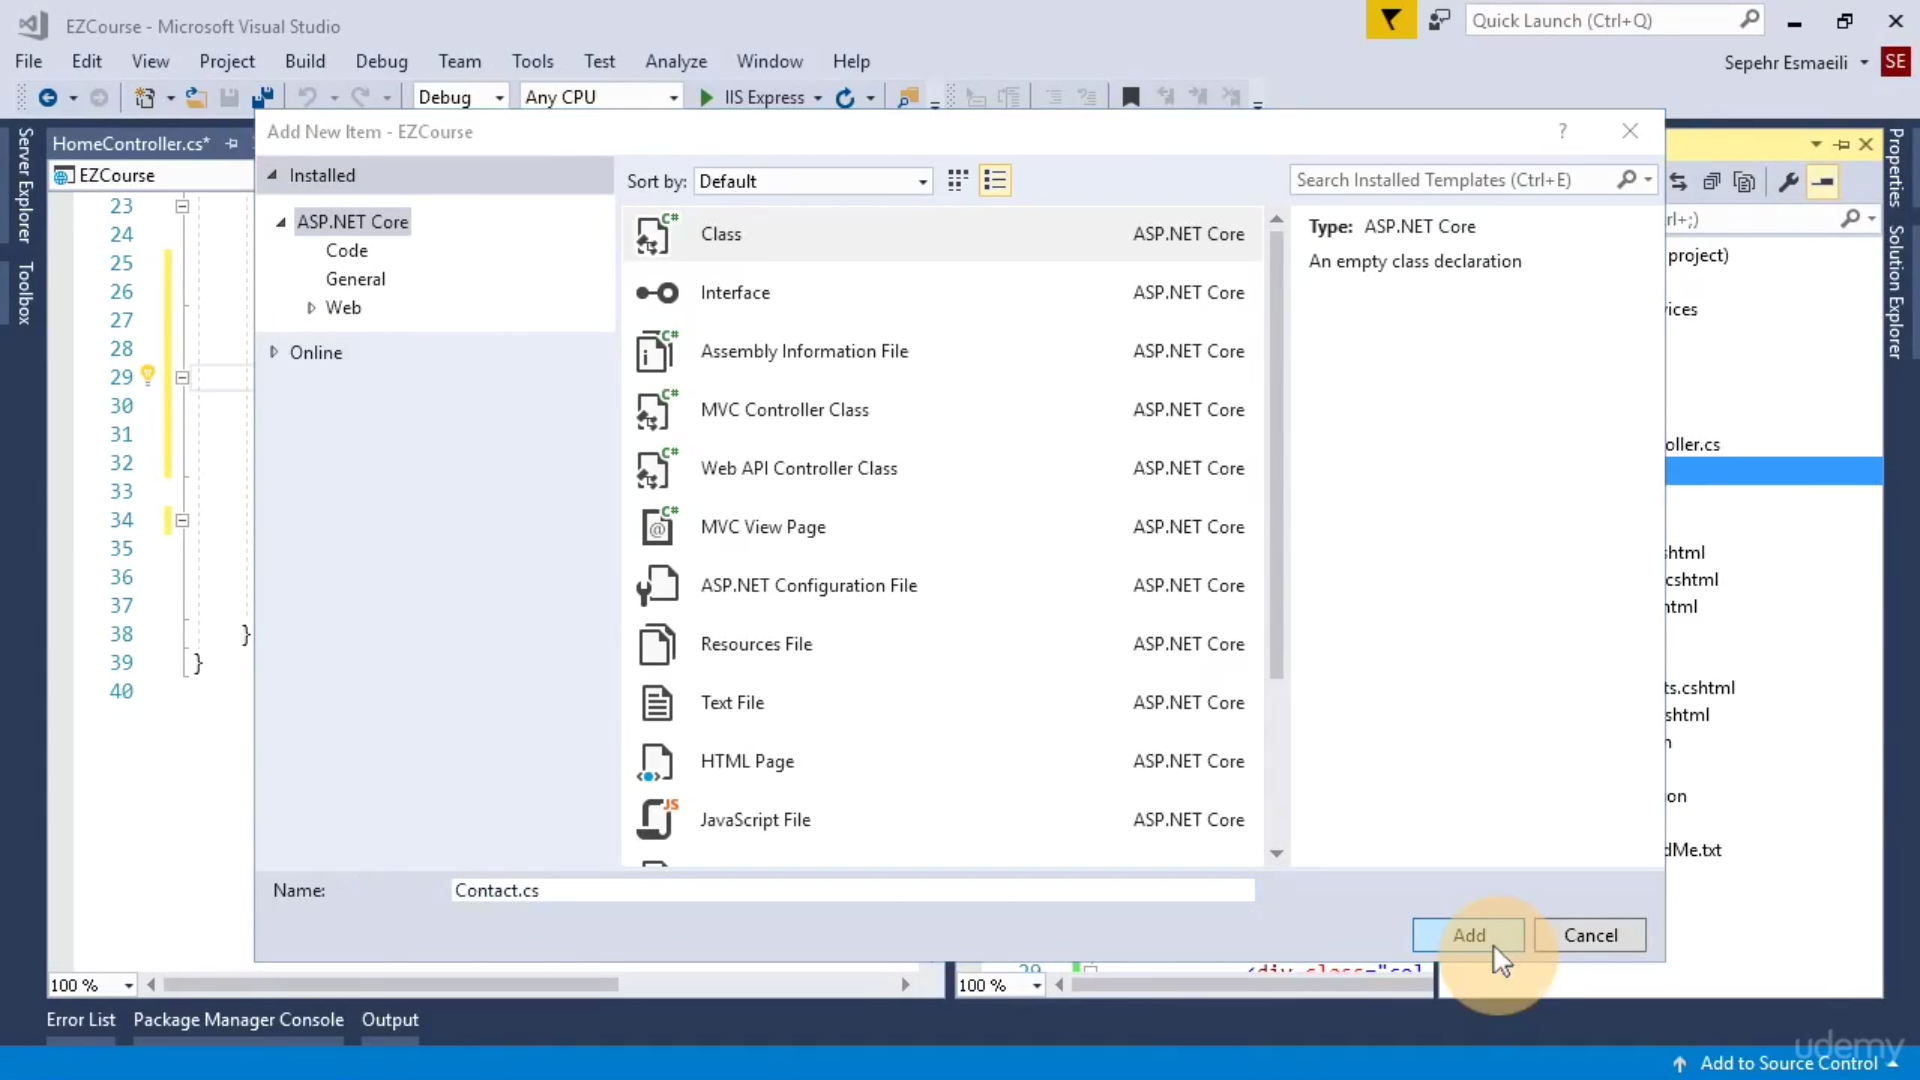 EZCourse - Microsoft Visual Studio
Quick Launch (Ctrl+Q)
File Edit View Project Build Debug Team Tools Test Analyze Window Help
Sepehr Esmaeili SE
Debug Any CPU IIS Express
Server Explorer
Toolbox
HomeController.cs*
EZCourse
23
24
25
26
27
28
29
30
31
32
33
34
35
36
37
38 }
39 }
40
Add New Item - EZCourse
Installed
ASP.NET Core
Code
General
Web
Online
Sort by: Default
Search Installed Templates (Ctrl+E)
Class ASP.NET Core
Interface ASP.NET Core
Assembly Information File ASP.NET Core
MVC Controller Class ASP.NET Core
Web API Controller Class ASP.NET Core
MVC View Page ASP.NET Core
ASP.NET Configuration File ASP.NET Core
Resources File ASP.NET Core
Text File ASP.NET Core
HTML Page ASP.NET Core
JavaScript File ASP.NET Core
Type: ASP.NET Core
An empty class declaration
Name: Contact.cs
Add Cancel
Properties
Solution Explorer
rl+;)
project)
ices
oller.cs
html
cshtml
html
ts.cshtml
html
n
on
dMe.txt
29 <div class="col
100 %
100 %
Error List Package Manager Console Output
udemy
Add to Source Control